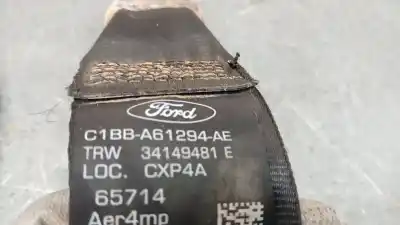 Ford
C1BB-A61294-AE
TRW 34149481 E
LOC. CXP4A
65714
Aer4mp